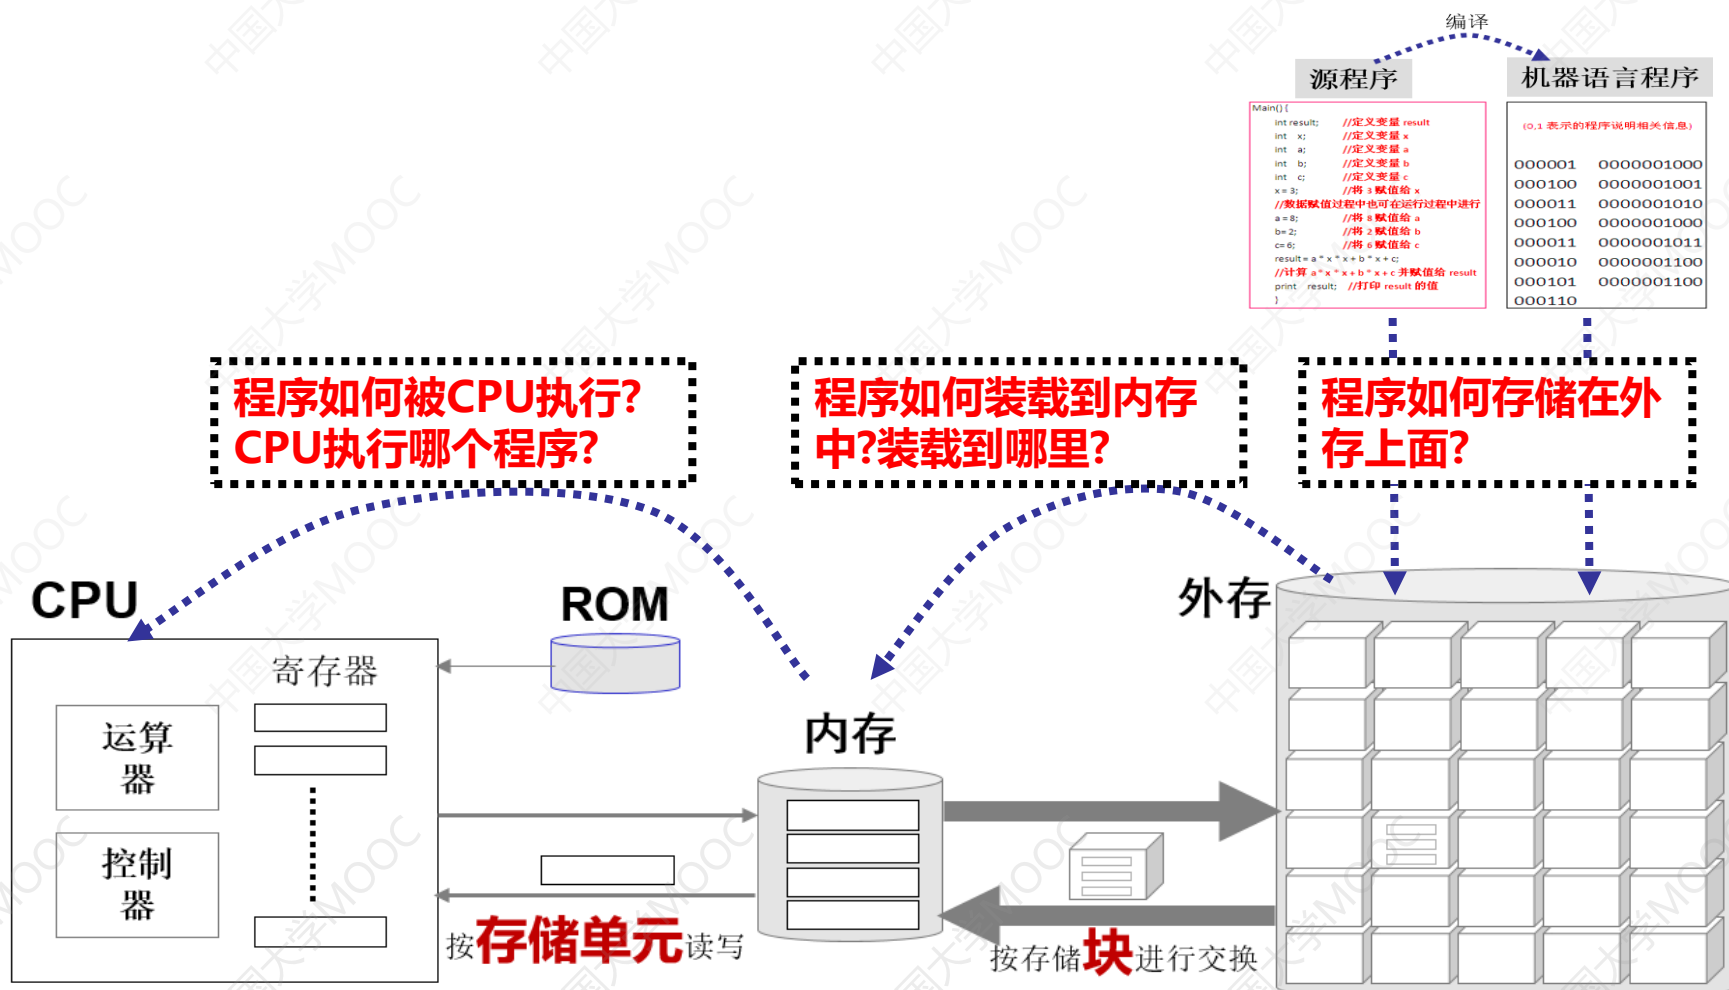 编译
源程序
机器语言程序
Main() {
int result; //定义变量 result
int x; //定义变量 x
int a; //定义变量 a
int b; //定义变量 b
int c; //定义变量 c
x = 3; //将 3 赋值给 x
//数据赋值过程中也可在运行过程中进行
a = 8; //将 8 赋值给 a
b= 2; //将 2 赋值给 b
c= 6; //将 6 赋值给 c
result= a * x * x + b * x + c;
//计算 a * x * x + b * x + c 并赋值给 result
print result; //打印 result 的值
}
(0,1 表示的程序说明相关信息)
000001 0000001000
000100 0000001001
000011 0000001010
000100 0000001000
000011 0000001011
000010 0000001100
000101 0000001100
000110
程序如何被CPU执行?
CPU执行哪个程序?
程序如何装载到内存
中?装载到哪里?
程序如何存储在外
存上面?
CPU
ROM
外存
寄存器
运算
器
控制
器
内存
按存储单元读写
按存储块进行交换
中国大学MOOC